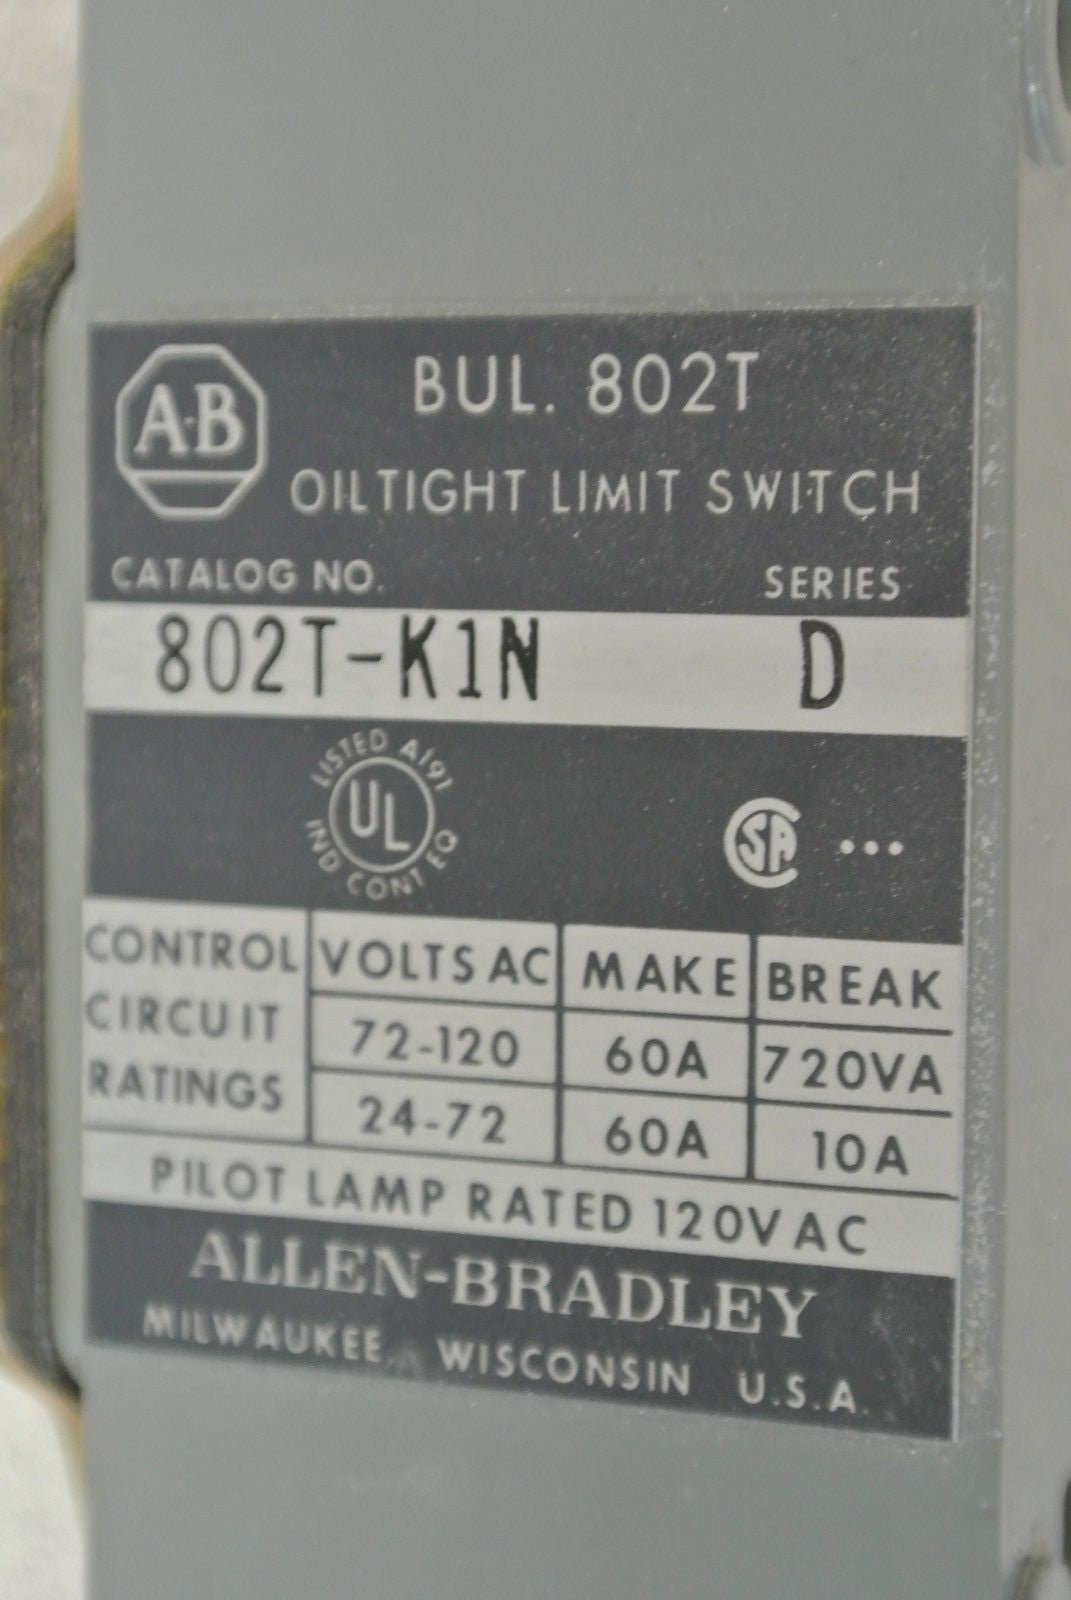 A-B
BUL. 802T
OILTIGHT LIMIT SWITCH
CATALOG NO. SERIES
802T-K1N D
LISTED A191
UL
IND CONT EQ
SA ...
CONTROL CIRCUIT RATINGS
VOLTS AC MAKE BREAK
72-120 60A 720VA
24-72 60A 10A
PILOT LAMP RATED 120V AC
ALLEN-BRADLEY
MILWAUKEE, WISCONSIN U.S.A.